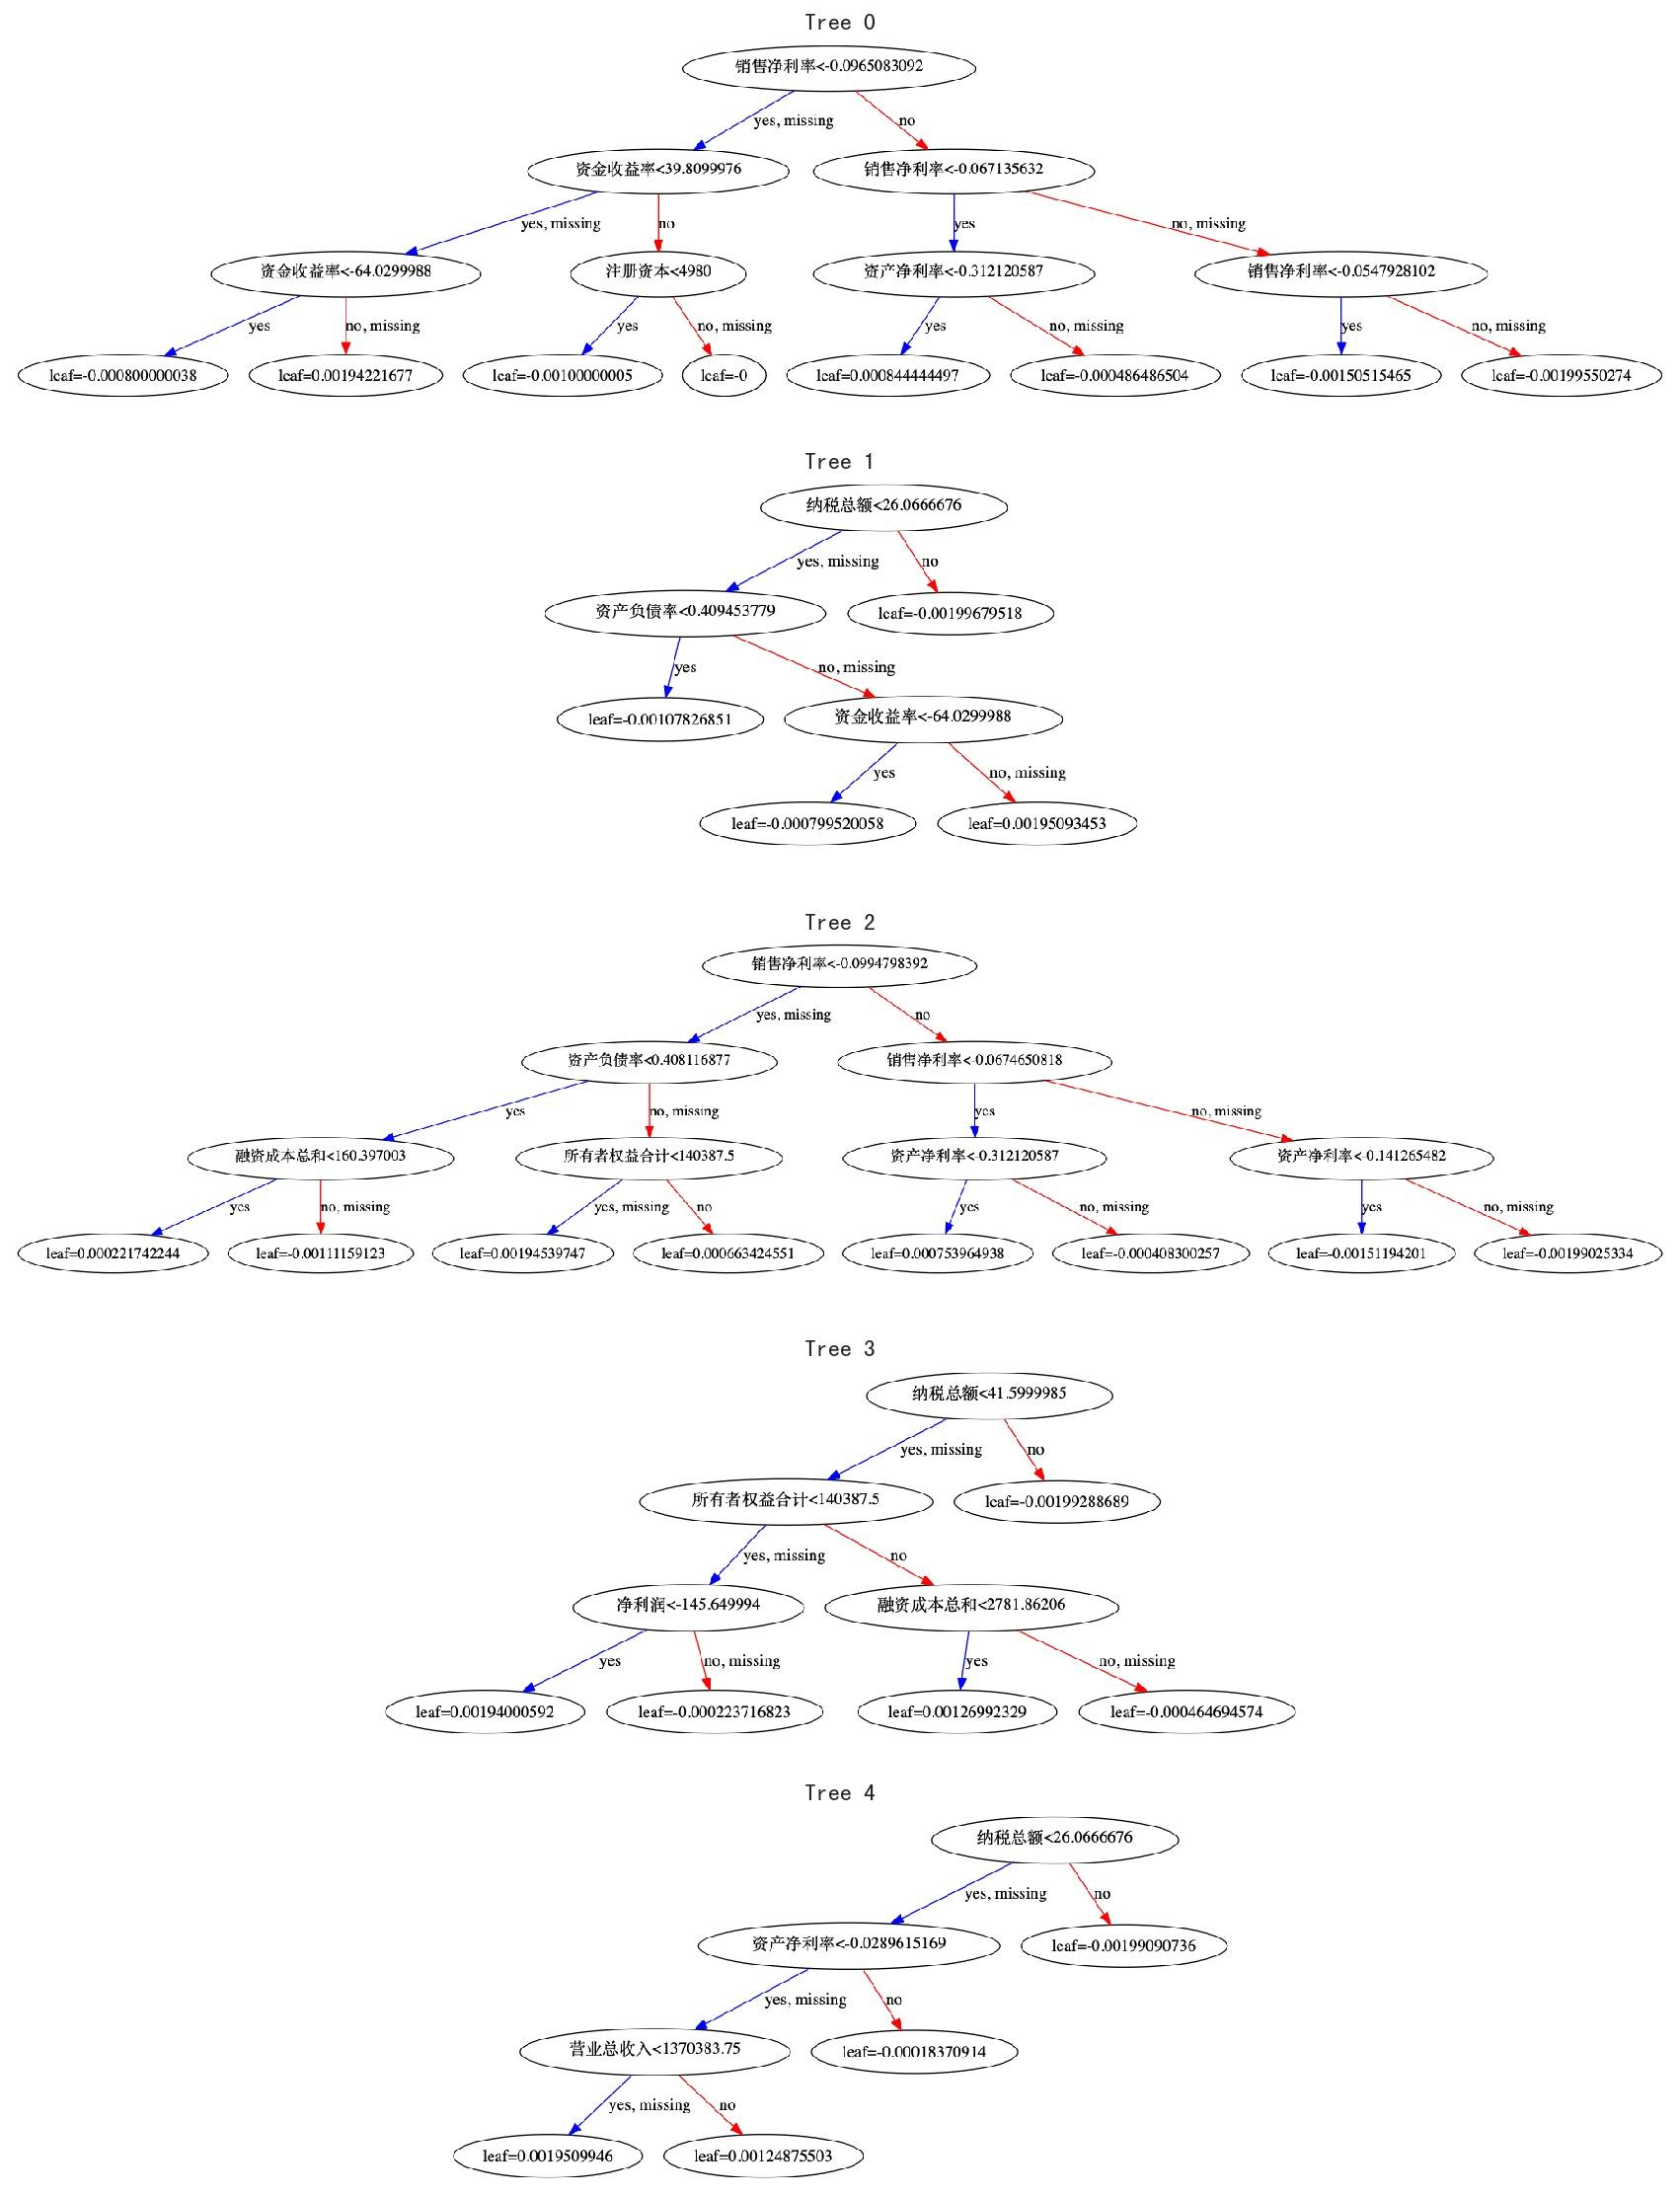 Tree 0
销售净利率<-0.0965083092
yes, missing
no
资金收益率<39.8099976
销售净利率<-0.067135632
yes, missing
no
yes
no, missing
资金收益率<-64.0299988
注册资本<4980
资产净利率<-0.312120587
销售净利率<-0.0547928102
yes
no, missing
yes
no, missing
yes
no, missing
yes
no, missing
leaf=-0.000800000038
leaf=0.00194221677
leaf=-0.00100000005
leaf=-0
leaf=0.000844444497
leaf=-0.000486486504
leaf=-0.00150515465
leaf=-0.00199550274
Tree 1
纳税总额<26.0666676
yes, missing
no
资产负债率<0.409453779
leaf=-0.00199679518
yes
no, missing
leaf=-0.00107826851
资金收益率<-64.0299988
yes
no, missing
leaf=-0.000799520058
leaf=0.00195093453
Tree 2
销售净利率<-0.0994798392
yes, missing
no
资产负债率<0.408116877
销售净利率<-0.0674650818
yes
no, missing
yes
no, missing
融资成本总和<160.397003
所有者权益合计<140387.5
资产净利率<-0.312120587
资产净利率<-0.141265482
yes
no, missing
yes, missing
no
yes
no, missing
yes
no, missing
leaf=0.000221742244
leaf=-0.00111159123
leaf=0.00194539747
leaf=0.000663424551
leaf=0.000753964938
leaf=-0.000408300257
leaf=-0.00151194201
leaf=-0.00199025334
Tree 3
纳税总额<41.5999985
yes, missing
no
所有者权益合计<140387.5
leaf=-0.00199288689
yes, missing
no
净利润<-145.649994
融资成本总和<2781.86206
yes
no, missing
yes
no, missing
leaf=0.00194000592
leaf=-0.000223716823
leaf=0.00126992329
leaf=-0.000464694574
Tree 4
纳税总额<26.0666676
yes, missing
no
资产净利率<-0.0289615169
leaf=-0.00199090736
yes, missing
no
营业总收入<1370383.75
leaf=-0.00018370914
yes, missing
no
leaf=0.0019509946
leaf=0.00124875503